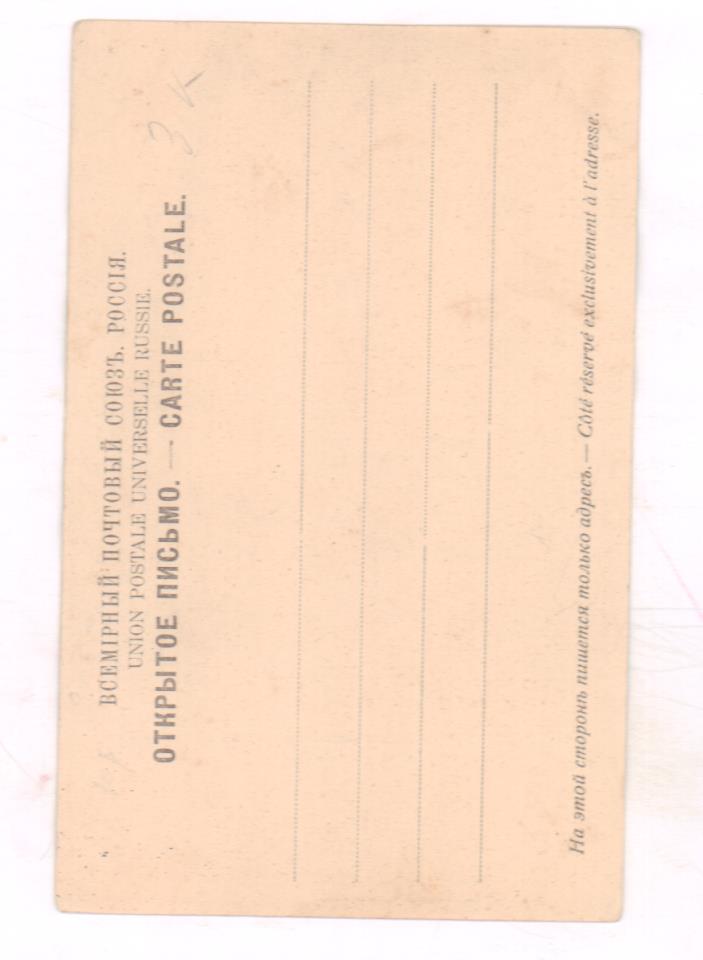 ВСЕМІРНЫЙ ПОЧТОВЫЙ СОЮЗЪ. РОССІЯ.
UNION POSTALE UNIVERSELLE RUSSIE.
ОТКРЫТОЕ ПИСЬМО. — CARTE POSTALE.
3 к
На этой сторонѣ пишется только адресъ. — Côté réservé exclusivement à l'adresse.